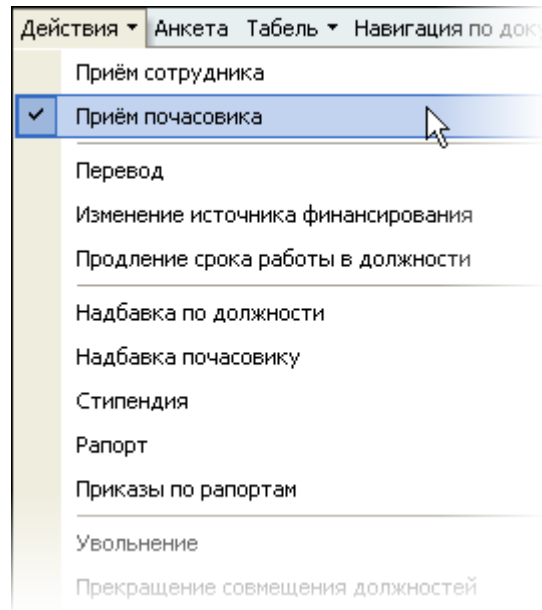 Действия Анкета Табель Навигация по док
Приём сотрудника
Приём почасовика
Перевод
Изменение источника финансирования
Продление срока работы в должности
Надбавка по должности
Надбавка почасовику
Стипендия
Рапорт
Приказы по рапортам
Увольнение
Прекращение совмещения должностей